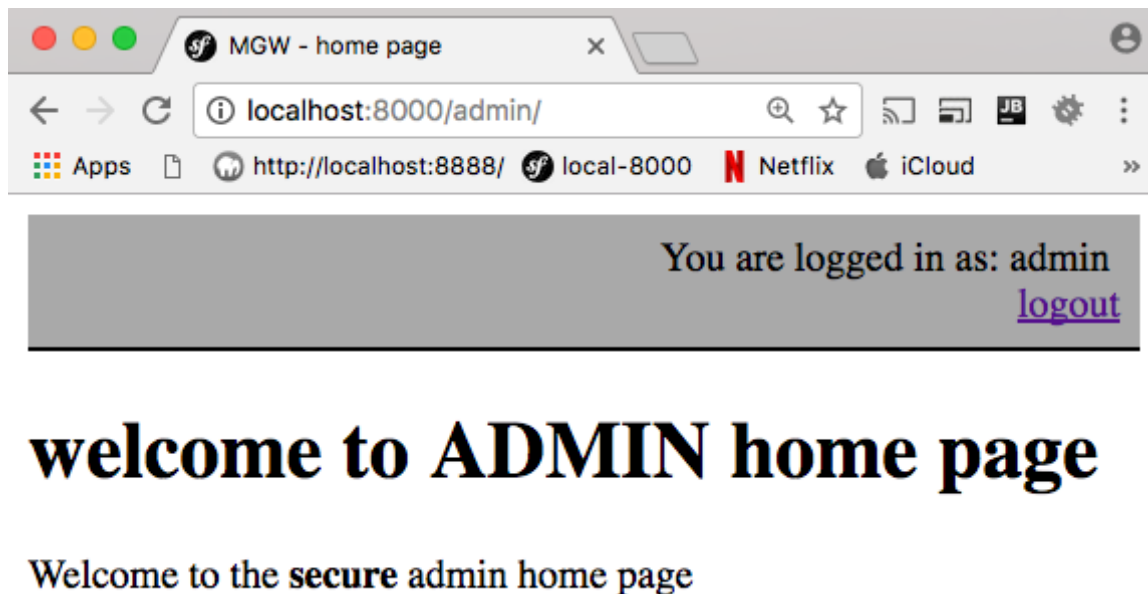 MGW - home page
localhost:8000/admin/
JB
Apps http://localhost:8888/ local-8000 Netflix iCloud »
You are logged in as: admin
logout
welcome to ADMIN home page
Welcome to the secure admin home page